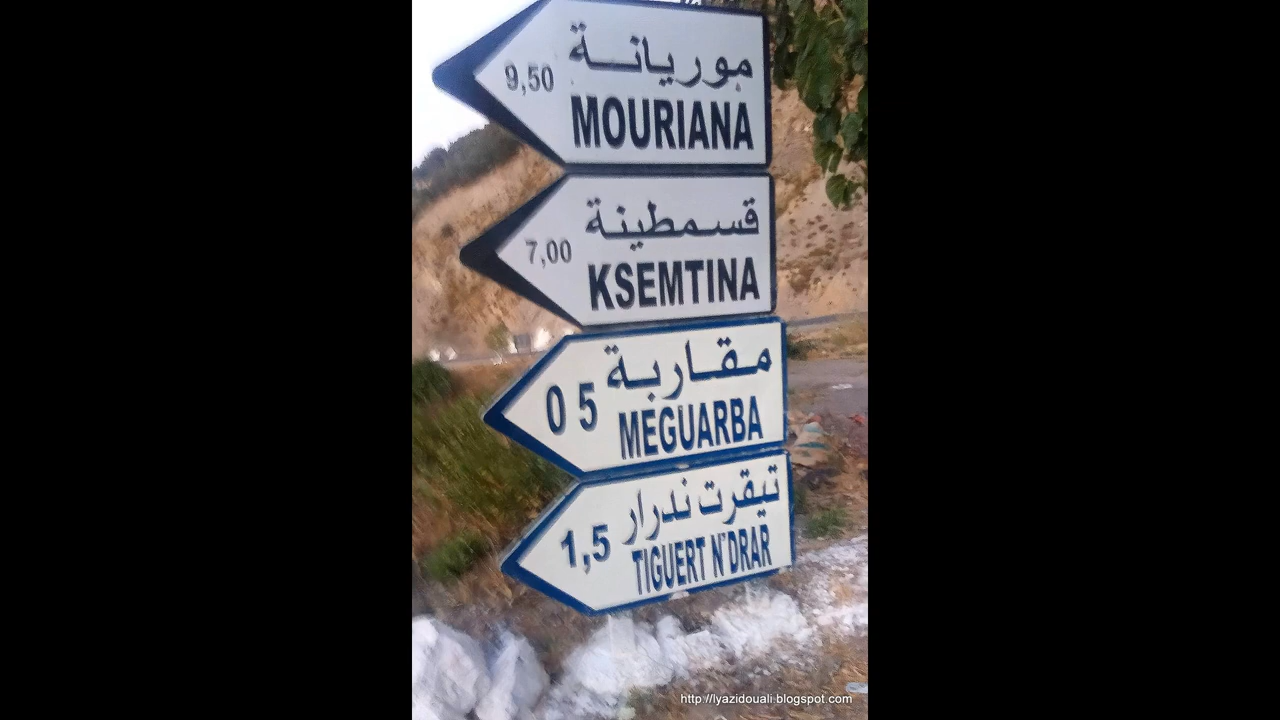 موريانة
9,50
MOURIANA
قسمطينة
7,00
KSEMTINA
مقاربة
0 5
MEGUARBA
تيقرت ندرار
1,5
TIGUERT N'DRAR
http://lyazidouali.blogspot.com